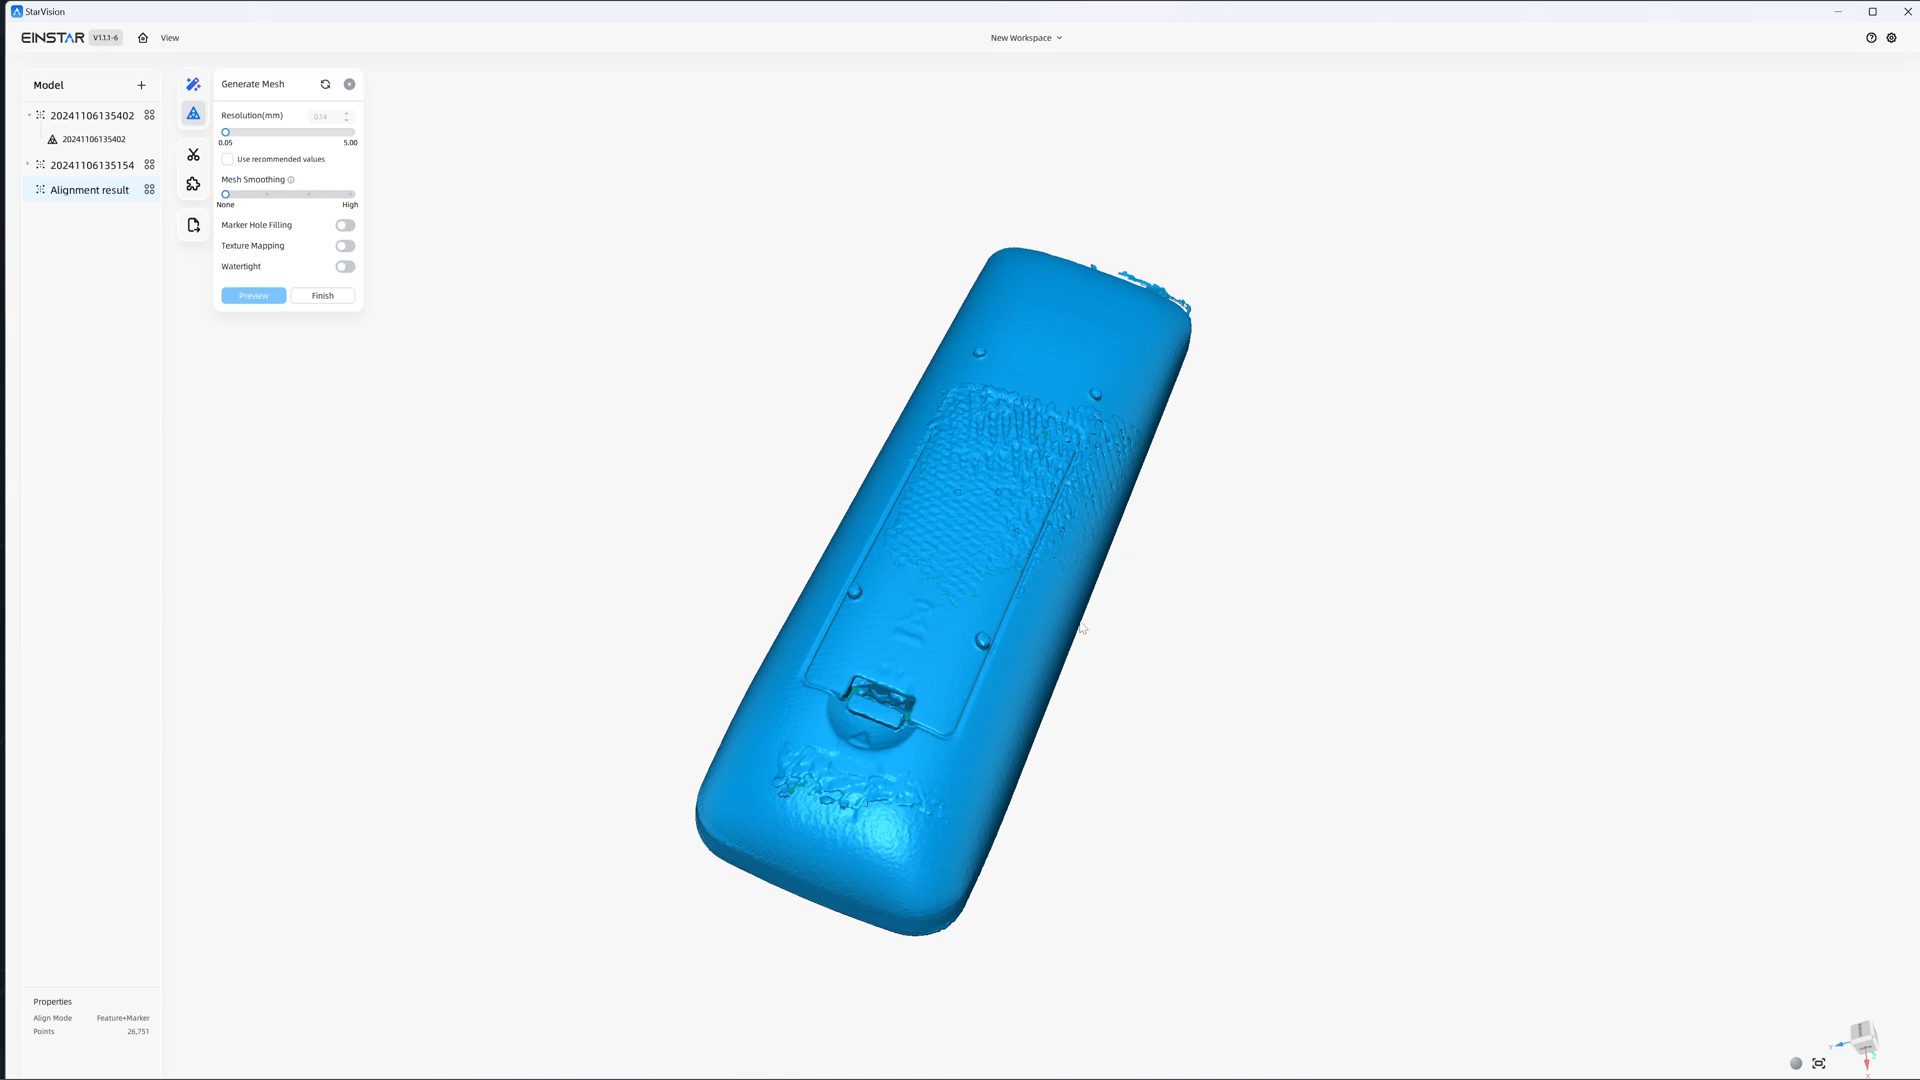 StarVision
EINSTAR V1.1.1-6 View New Workspace
Model +
20241106135402
20241106135402
20241106135154
Alignment result
Generate Mesh
Resolution(mm) 0.14
0.05 5.00
Use recommended values
Mesh Smoothing
None High
Marker Hole Filling
Texture Mapping
Watertight
Preview Finish
Properties
Align Mode Feature+Marker
Points 26,751
Y
X